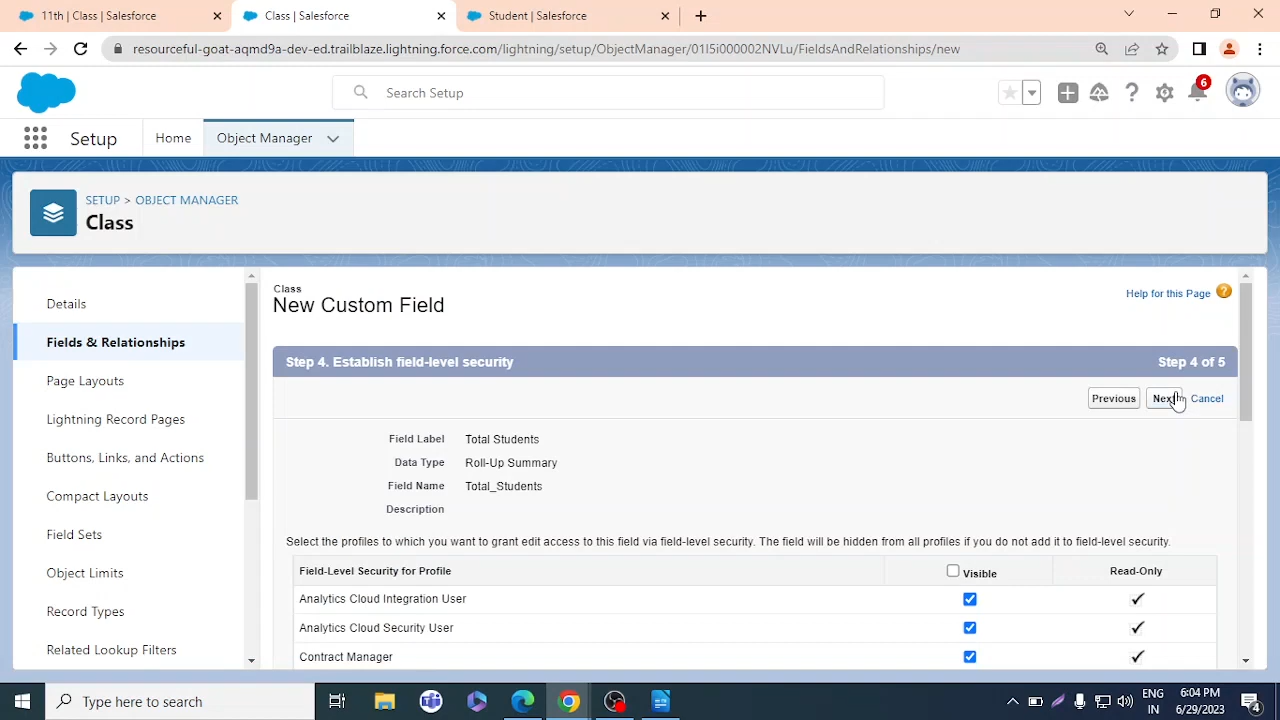 11th | Class | Salesforce
Class | Salesforce
Student | Salesforce
resourceful-goat-aqmd9a-dev-ed.trailblaze.lightning.force.com/lightning/setup/ObjectManager/01I5i000002NVLu/FieldsAndRelationships/new
Search Setup
6
Setup
Home
Object Manager
SETUP > OBJECT MANAGER
Class
Details
Fields & Relationships
Page Layouts
Lightning Record Pages
Buttons, Links, and Actions
Compact Layouts
Field Sets
Object Limits
Record Types
Related Lookup Filters
Class
New Custom Field
Help for this Page
Step 4. Establish field-level security
Step 4 of 5
Previous
Next
Cancel
Field Label Total Students
Data Type Roll-Up Summary
Field Name Total_Students
Description
Select the profiles to which you want to grant edit access to this field via field-level security. The field will be hidden from all profiles if you do not add it to field-level security.
Field-Level Security for Profile Visible Read-Only
Analytics Cloud Integration User
Analytics Cloud Security User
Contract Manager
Type here to search
ENG
IN
6:04 PM
6/29/2023
4